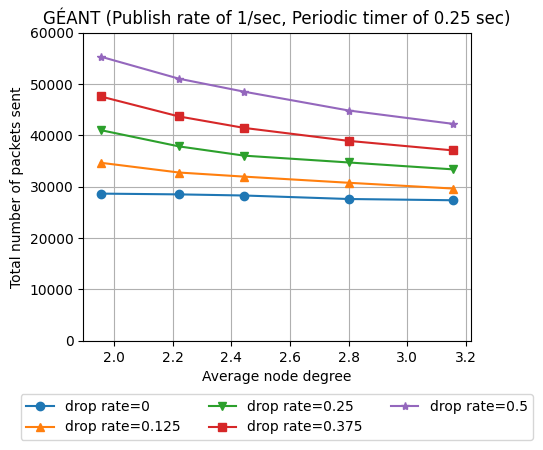 GÉANT (Publish rate of 1/sec, Periodic timer of 0.25 sec)
60000
50000
40000
30000
20000
10000
0
Total number of packets sent
2.0 2.2 2.4 2.6 2.8 3.0 3.2
Average node degree
drop rate=0 drop rate=0.25 drop rate=0.5
drop rate=0.125 drop rate=0.375